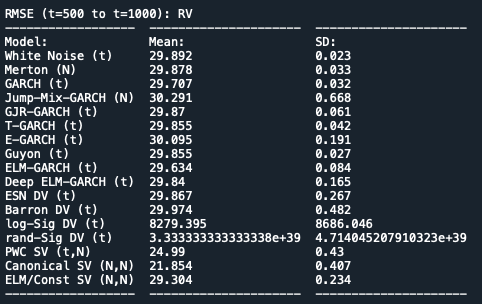 RMSE (t=500 to t=1000): RV
------------------  --------------------  --------------------
Model:              Mean:                 SD:
White Noise (t)     29.892                0.023
Merton (N)          29.878                0.033
GARCH (t)           29.707                0.032
Jump-Mix-GARCH (N)  30.291                0.668
GJR-GARCH (t)       29.87                 0.061
T-GARCH (t)         29.855                0.042
E-GARCH (t)         30.095                0.191
Guyon (t)           29.855                0.027
ELM-GARCH (t)       29.634                0.084
Deep ELM-GARCH (t)  29.84                 0.165
ESN DV (t)          29.867                0.267
Barron DV (t)       29.974                0.482
log-Sig DV (t)      8279.395              8686.046
rand-Sig DV (t)     3.333333333333338e+39  4.714045207910323e+39
PWC SV (t,N)        24.99                 0.43
Canonical SV (N,N)  21.854                0.407
ELM/Const SV (N,N)  29.304                0.234
------------------  --------------------  --------------------